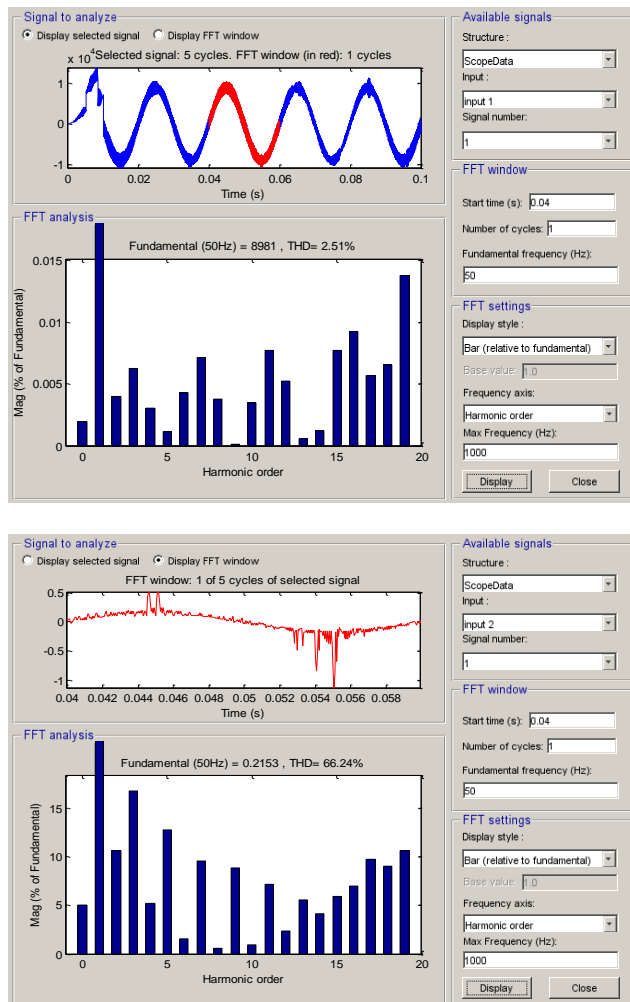 Signal to analyze
Display selected signal Display FFT window
x 10^4 Selected signal: 5 cycles. FFT window (in red): 1 cycles
1
0
-1
0 0.02 0.04 0.06 0.08 0.1
Time (s)
FFT analysis
Fundamental (50Hz) = 8981 , THD= 2.51%
0.015
0.01
0.005
0
Mag (% of Fundamental)
0 5 10 15 20
Harmonic order
Available signals
Structure :
ScopeData
Input :
input 1
Signal number:
1
FFT window
Start time (s): 0.04
Number of cycles: 1
Fundamental frequency (Hz):
50
FFT settings
Display style :
Bar (relative to fundamental)
Base value: 1.0
Frequency axis:
Harmonic order
Max Frequency (Hz):
1000
Display Close
Signal to analyze
Display selected signal Display FFT window
FFT window: 1 of 5 cycles of selected signal
0.5
0
-0.5
-1
0.04 0.042 0.044 0.046 0.048 0.05 0.052 0.054 0.056 0.058
Time (s)
FFT analysis
Fundamental (50Hz) = 0.2153 , THD= 66.24%
15
10
5
0
Mag (% of Fundamental)
0 5 10 15 20
Harmonic order
Available signals
Structure :
ScopeData
Input :
input 2
Signal number:
1
FFT window
Start time (s): 0.04
Number of cycles: 1
Fundamental frequency (Hz):
50
FFT settings
Display style :
Bar (relative to fundamental)
Base value: 1.0
Frequency axis:
Harmonic order
Max Frequency (Hz):
1000
Display Close